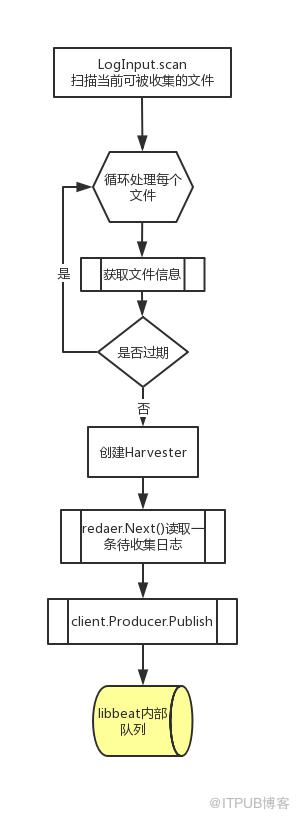 LogInput.scan
扫描当前可被收集的文件
循环处理每个
文件
是
获取文件信息
是否过期
否
创建Harvester
redaer.Next()读取一
条待收集日志
client.Producer.Publish
libbeat内部
队列
@ITPUB博客